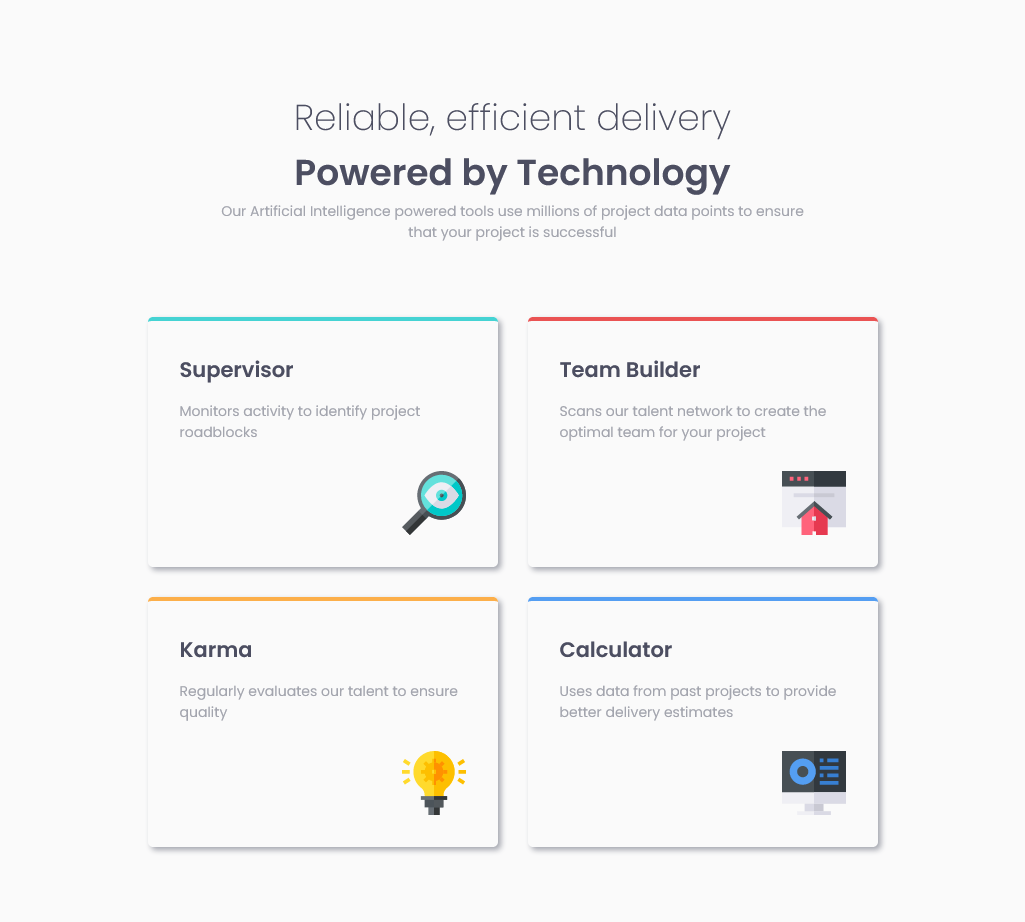 Reliable, efficient delivery
Powered by Technology
Our Artificial Intelligence powered tools use millions of project data points to ensure
that your project is successful
Supervisor
Monitors activity to identify project
roadblocks
Team Builder
Scans our talent network to create the
optimal team for your project
Karma
Regularly evaluates our talent to ensure
quality
Calculator
Uses data from past projects to provide
better delivery estimates